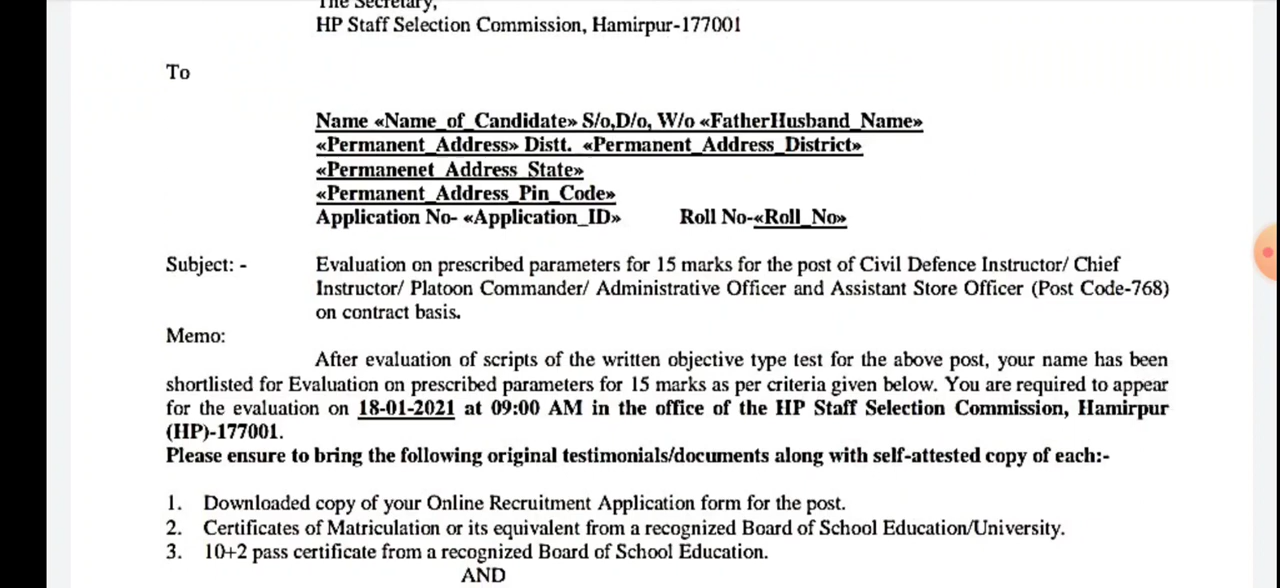 The Secretary,
HP Staff Selection Commission, Hamirpur-177001
To
Name «Name_of_Candidate» S/o,D/o, W/o «FatherHusband_Name»
«Permanent_Address» Distt. «Permanent_Address_District»
«Permanenet_Address_State»
«Permanent_Address_Pin_Code»
Application No- «Application_ID» Roll No-«Roll_No»
Subject: - Evaluation on prescribed parameters for 15 marks for the post of Civil Defence Instructor/ Chief
Instructor/ Platoon Commander/ Administrative Officer and Assistant Store Officer (Post Code-768)
on contract basis.
Memo:
After evaluation of scripts of the written objective type test for the above post, your name has been
shortlisted for Evaluation on prescribed parameters for 15 marks as per criteria given below. You are required to appear
for the evaluation on 18-01-2021 at 09:00 AM in the office of the HP Staff Selection Commission, Hamirpur
(HP)-177001.
Please ensure to bring the following original testimonials/documents along with self-attested copy of each:-
1. Downloaded copy of your Online Recruitment Application form for the post.
2. Certificates of Matriculation or its equivalent from a recognized Board of School Education/University.
3. 10+2 pass certificate from a recognized Board of School Education.
AND